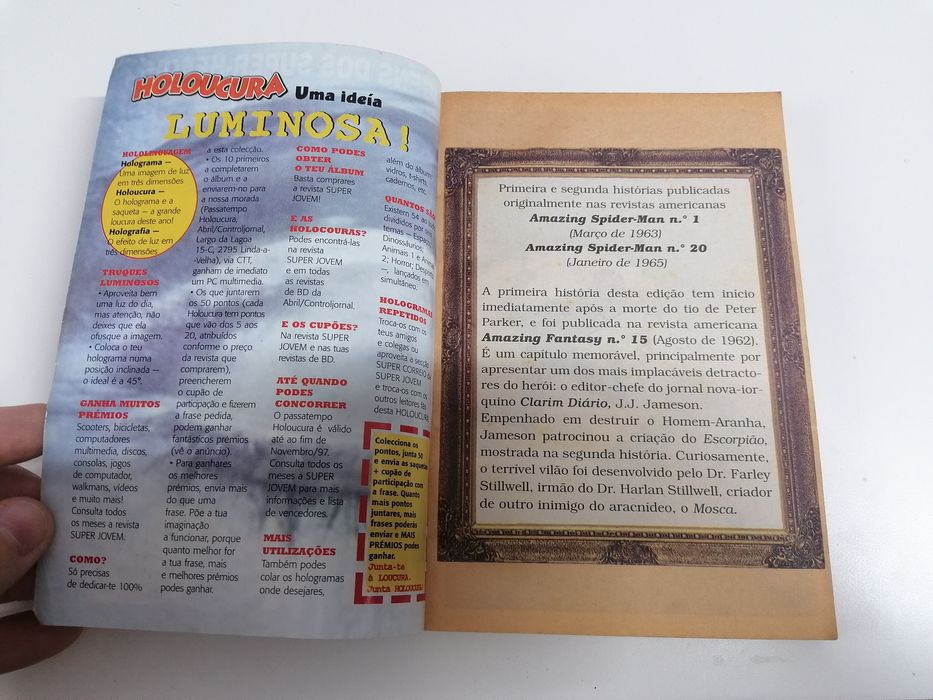 HOLOUCURA Uma ideia
LUMINOSA!
HOLOLINGUAGEM
Holograma –
Uma imagem de luz
em três dimensões
Holoucura –
O holograma e a
saqueta – a grande
loucura deste ano!
Holografia –
O efeito de luz em
três dimensões
TRUQUES
LUMINOSOS
• Aproveita bem
uma luz do dia,
mas atenção, não
deixes que ela
ofusque a imagem.
• Coloca o teu
holograma numa
posição inclinada –
o ideal é a 45º.
GANHA MUITOS
PRÉMIOS
Scooters, bicicletas,
computadores
multimedia, discos,
consolas, jogos
de computador,
walkmans, vídeos
e muito mais!
Consulta todos
os meses a revista
SUPER JOVEM.
COMO?
Só precisas
de dedicar-te 100%
a esta colecção.
• Os 10 primeiros
a completarem
o álbum e a
enviarem-no para
a nossa morada
(Passatempo
Holoucura,
Abril/Controljornal,
Largo da Lagoa
15-C, 2795 Linda-a-
-Velha), via CTT,
ganham de imediato
um PC multimedia.
• Os que juntarem
os 50 pontos (cada
Holoucura tem pontos
que vão dos 5 aos
20, atribuídos
conforme o preço
da revista que
comprarem),
preencherem
o cupão de
participação e fizerem
a frase pedida,
podem ganhar
fantásticos prémios
(vê o anúncio).
• Para ganhares
os melhores
prémios, envia mais
do que uma
frase. Põe a tua
imaginação
a funcionar, porque
quanto melhor for
a tua frase, mais
e melhores prémios
podes ganhar.
COMO PODES
OBTER
O TEU ÁLBUM
Basta comprares
a revista SUPER
JOVEM!
E AS
HOLOCOURAS?
Podes encontrá-las
na revista
SUPER JOVEM
e em todas
as revistas
de BD da
Abril/Controljornal.
E OS CUPÕES?
Na revista SUPER
JOVEM e nas tuas
revistas de BD.
ATÉ QUANDO
PODES
CONCORRER
O passatempo
Holoucura é válido
até ao fim de
Novembro/97.
Consulta todos os
meses a SUPER
JOVEM para mais
informações e lista
de vencedores.
MAIS
UTILIZAÇÕES
Também podes
colar os hologramas
onde desejares,
além do álbum:
vidros, t-shirts,
cadernos, etc.
QUANTOS SÃO
Existem 54 de
divididos por
temas – Espaço
Dinossáurios
Animais 1 e Animais
2; Horror; Desporto
–, lançados em
simultâneo.
HOLOGRAMAS
REPETIDOS
Troca-os com os
teus amigos
e colegas ou
aproveita a secção
SUPER CORREIO da
SUPER JOVEM
e troca-os com os
outros leitores fãs
desta HOLOUCURA.
Colecciona os
pontos, junta 50
e envia as saquetas
+ cupão de
participação com
a frase. Quanto
mais pontos
juntares, mais
frases poderás
enviar e MAIS
PRÉMIOS podes
ganhar.
Junta-te
à LOUCURA.
Junta HOLOUCURA!
Primeira e segunda histórias publicadas
originalmente nas revistas americanas
Amazing Spider-Man n.º 1
(Março de 1963)
Amazing Spider-Man n.º 20
(Janeiro de 1965)
A primeira história desta edição tem início
imediatamente após a morte do tio de Peter
Parker, e foi publicada na revista americana
Amazing Fantasy n.º 15 (Agosto de 1962).
É um capítulo memorável, principalmente por
apresentar um dos mais implacáveis detracto-
res do herói: o editor-chefe do jornal nova-ior-
quino Clarim Diário, J.J. Jameson.
Empenhado em destruir o Homem-Aranha,
Jameson patrocinou a criação do Escorpião,
mostrada na segunda história. Curiosamente,
o terrível vilão foi desenvolvido pelo Dr. Farley
Stillwell, irmão do Dr. Harlan Stillwell, criador
de outro inimigo do aracnídeo, o Mosca.